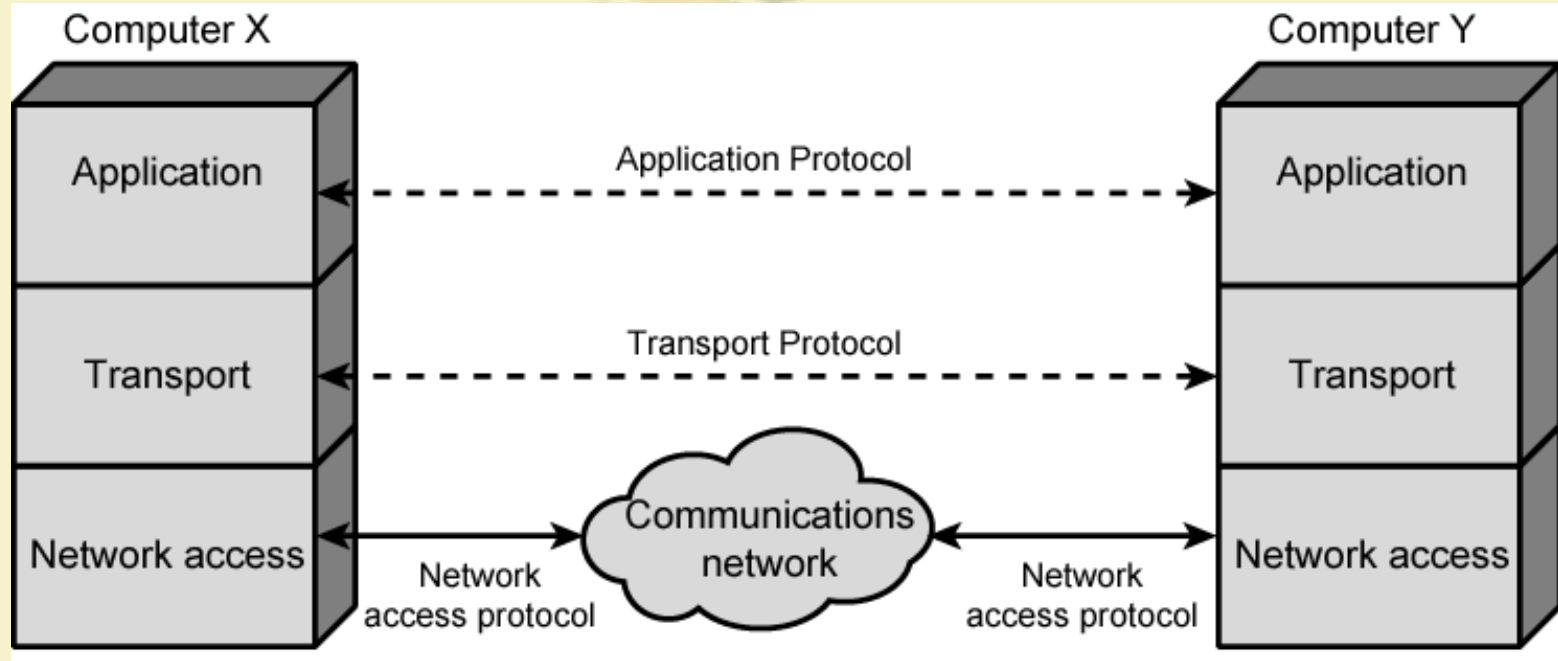 Computer X
Computer Y
Application
Application Protocol
Application
Transport
Transport Protocol
Transport
Network access
Communications
network
Network access
Network
access protocol
Network
access protocol